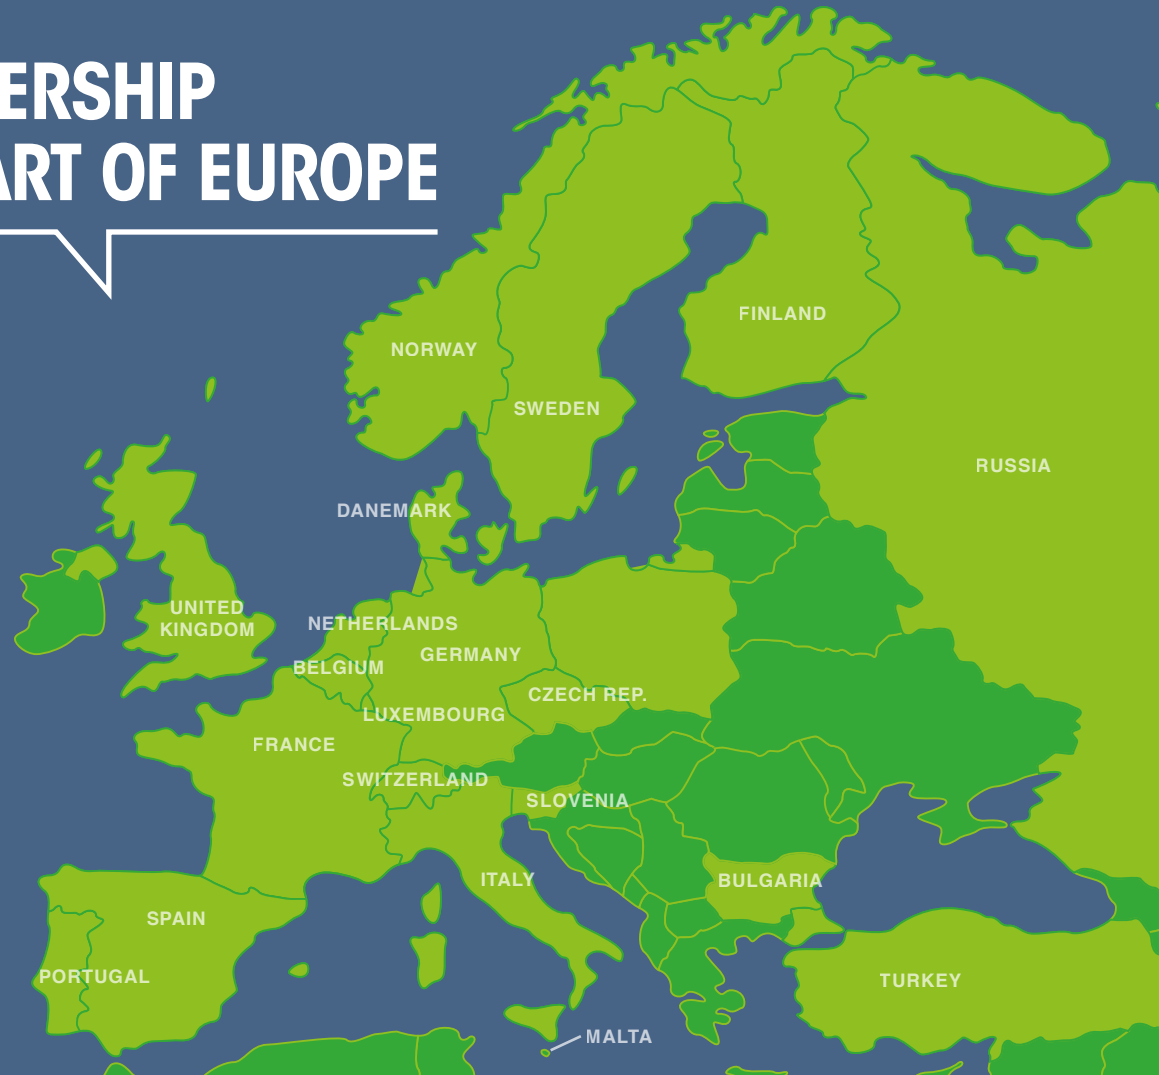 ERSHIP
ART OF EUROPE
FINLAND
NORWAY
SWEDEN
RUSSIA
DANEMARK
UNITED
KINGDOM
NETHERLANDS
GERMANY
BELGIUM
CZECH REP.
LUXEMBOURG
FRANCE
SWITZERLAND
SLOVENIA
ITALY
BULGARIA
SPAIN
PORTUGAL
TURKEY
MALTA